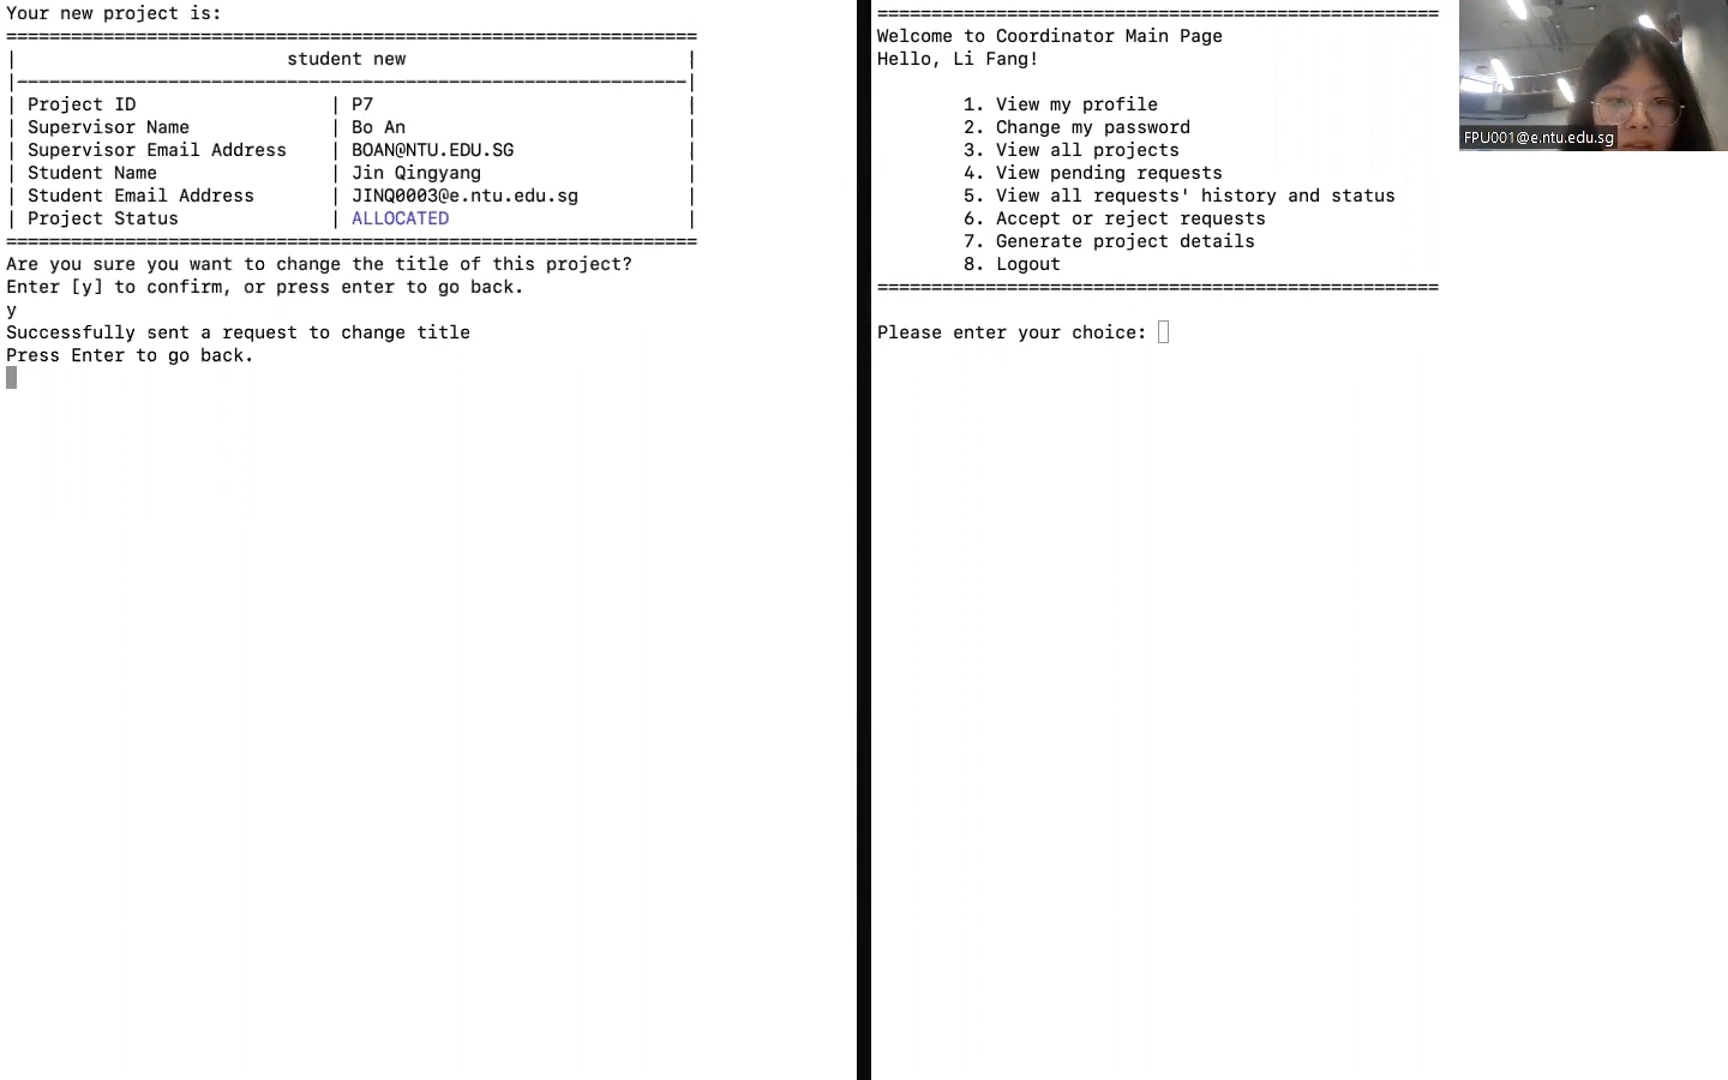 Your new project is:
================================================================
| student new |
|--------------------------------------------------------------|
| Project ID | P7 |
| Supervisor Name | Bo An |
| Supervisor Email Address | BOAN@NTU.EDU.SG |
| Student Name | Jin Qingyang |
| Student Email Address | JINQ0003@e.ntu.edu.sg |
| Project Status | ALLOCATED |
================================================================
Are you sure you want to change the title of this project?
Enter [y] to confirm, or press enter to go back.
y
Successfully sent a request to change title
Press Enter to go back.
====================================================
Welcome to Coordinator Main Page
Hello, Li Fang!
1. View my profile
2. Change my password
3. View all projects
4. View pending requests
5. View all requests' history and status
6. Accept or reject requests
7. Generate project details
8. Logout
====================================================
Please enter your choice:
FPU001@e.ntu.edu.sg